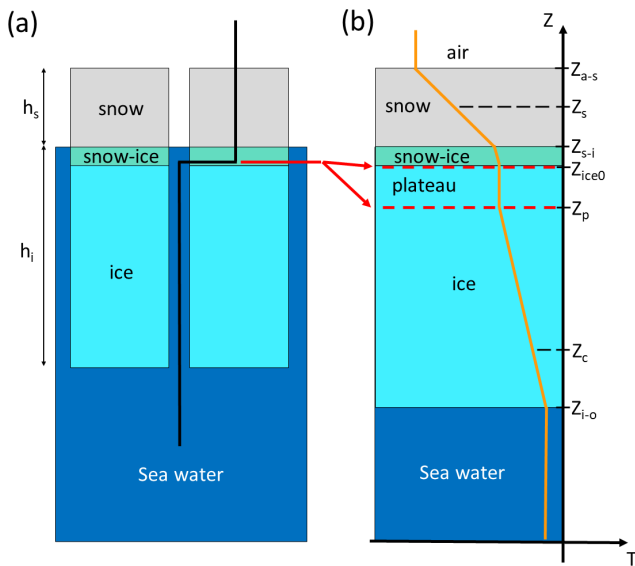 (a)
snow
h_s
snow-ice
h_i
ice
Sea water
(b)
Z
air
Z_a-s
snow
Z_s
Z_s-i
snow-ice
Z_ice0
plateau
Z_p
ice
Z_c
Z_i-o
Sea water
T